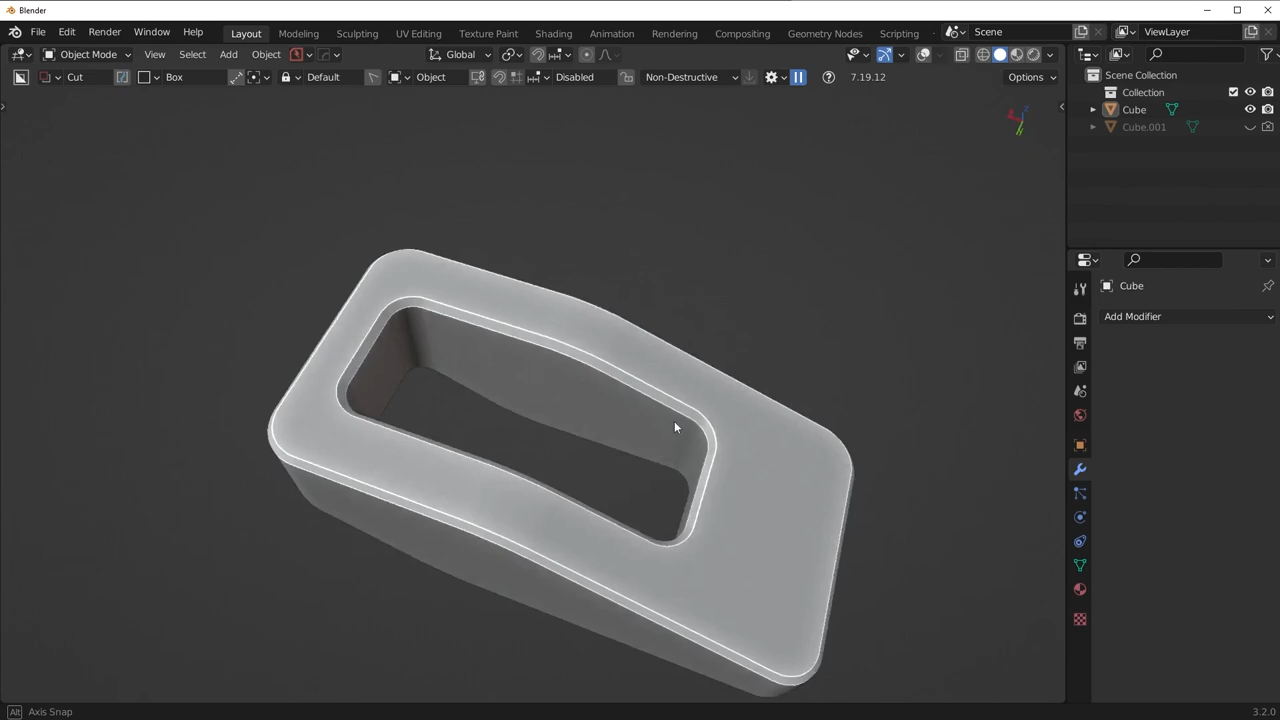 Blender
File Edit Render Window Help Layout Modeling Sculpting UV Editing Texture Paint Shading Animation Rendering Compositing Geometry Nodes Scripting Scene ViewLayer
Object Mode View Select Add Object Global
Cut Box Default Object Disabled Non-Destructive 7.19.12 Options
Scene Collection
Collection
Cube
Cube.001
Cube
Add Modifier
Alt Axis Snap 3.2.0